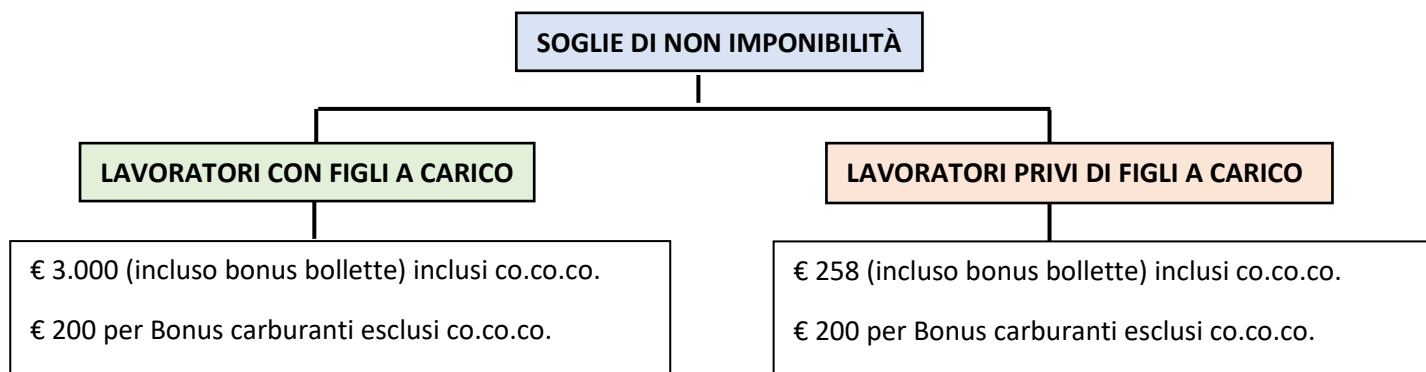 SOGLIE DI NON IMPONIBILITÀ
LAVORATORI CON FIGLI A CARICO
LAVORATORI PRIVI DI FIGLI A CARICO
€ 3.000 (incluso bonus bollette) inclusi co.co.co.
€ 200 per Bonus carburanti esclusi co.co.co.
€ 258 (incluso bonus bollette) inclusi co.co.co.
€ 200 per Bonus carburanti esclusi co.co.co.